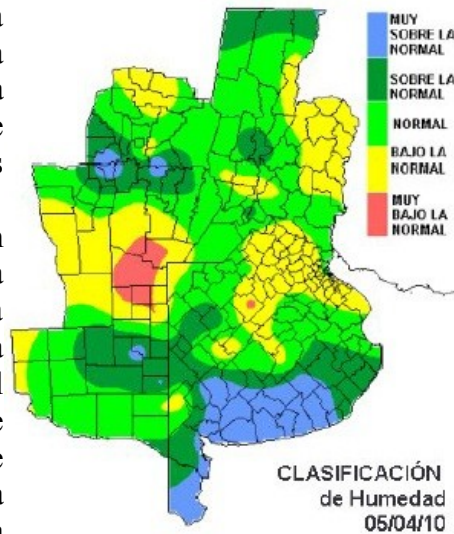 MUY
SOBRE LA
NORMAL
SOBRE LA
NORMAL
NORMAL
BAJO LA
NORMAL
MUY
BAJO LA
NORMAL
CLASIFICACIÓN
de Humedad
05/04/10